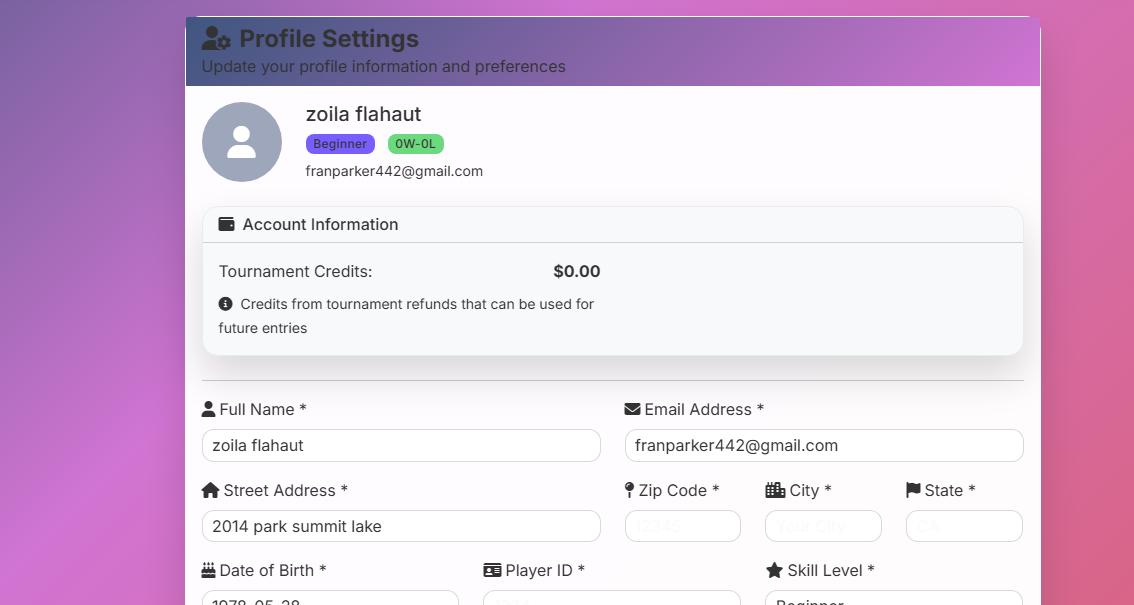 Profile Settings
Update your profile information and preferences
zoila flahaut
Beginner 0W-0L
franparker442@gmail.com
Account Information
Tournament Credits: $0.00
Credits from tournament refunds that can be used for
future entries
Full Name * Email Address *
zoila flahaut franparker442@gmail.com
Street Address * Zip Code * City * State *
2014 park summit lake 12345 Your City CA
Date of Birth * Player ID * Skill Level *
1978-05-28 1234 Beginner